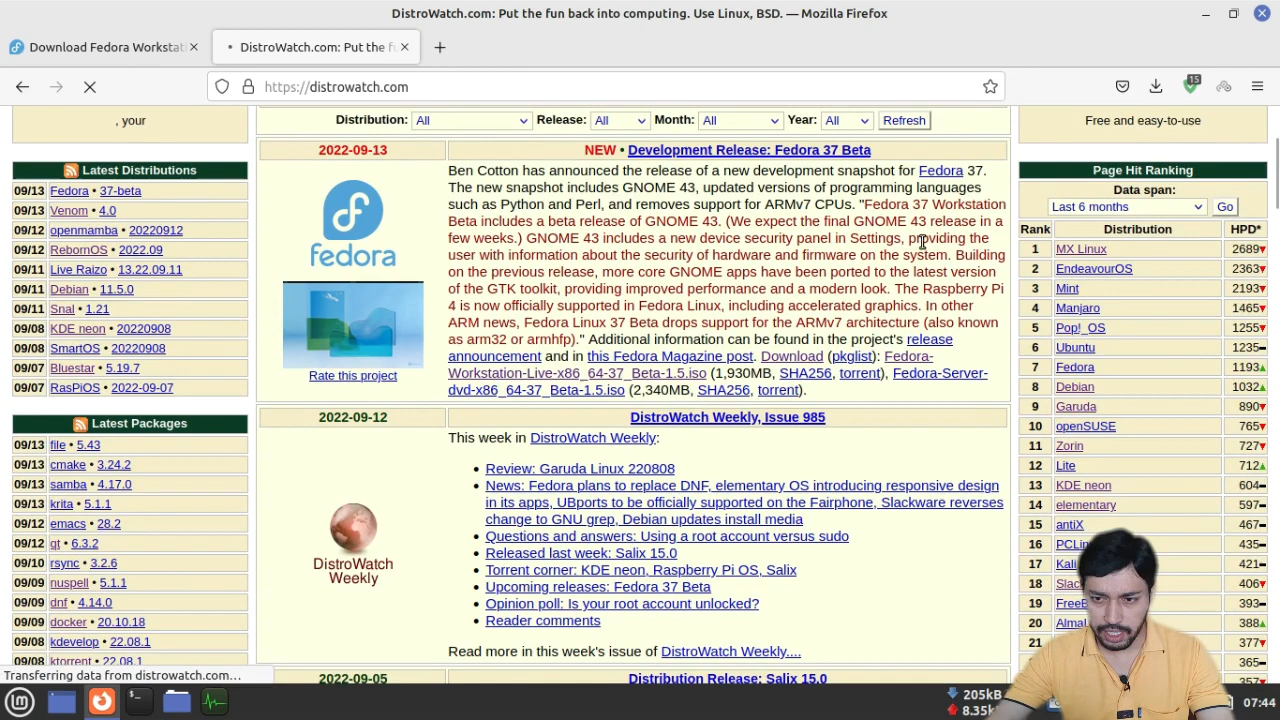 DistroWatch.com: Put the fun back into computing. Use Linux, BSD. — Mozilla Firefox
Download Fedora Workstat
DistroWatch.com: Put the f
https://distrowatch.com
15
, your
Latest Distributions
09/13 Fedora • 37-beta
09/13 Venom • 4.0
09/12 openmamba • 20220912
09/12 RebornOS • 2022.09
09/11 Live Raizo • 13.22.09.11
09/11 Debian • 11.5.0
09/11 Snal • 1.21
09/08 KDE neon • 20220908
09/08 SmartOS • 20220908
09/07 Bluestar • 5.19.7
09/07 RasPiOS • 2022-09-07
Latest Packages
09/13 file • 5.43
09/13 cmake • 3.24.2
09/13 samba • 4.17.0
09/13 krita • 5.1.1
09/12 emacs • 28.2
09/12 qt • 6.3.2
09/10 rsync • 3.2.6
09/09 nuspell • 5.1.1
09/09 dnf • 4.14.0
09/09 docker • 20.10.18
09/08 kdevelop • 22.08.1
09/08 ktorrent • 22.08.1
Transferring data from distrowatch.com…
Distribution: All Release: All Month: All Year: All Refresh
2022-09-13
NEW • Development Release: Fedora 37 Beta
fedora
Rate this project
Ben Cotton has announced the release of a new development snapshot for Fedora 37.
The new snapshot includes GNOME 43, updated versions of programming languages
such as Python and Perl, and removes support for ARMv7 CPUs. "Fedora 37 Workstation
Beta includes a beta release of GNOME 43. (We expect the final GNOME 43 release in a
few weeks.) GNOME 43 includes a new device security panel in Settings, providing the
user with information about the security of hardware and firmware on the system. Building
on the previous release, more core GNOME apps have been ported to the latest version
of the GTK toolkit, providing improved performance and a modern look. The Raspberry Pi
4 is now officially supported in Fedora Linux, including accelerated graphics. In other
ARM news, Fedora Linux 37 Beta drops support for the ARMv7 architecture (also known
as arm32 or armhfp)." Additional information can be found in the project's release
announcement and in this Fedora Magazine post. Download (pkglist): Fedora-
Workstation-Live-x86_64-37_Beta-1.5.iso (1,930MB, SHA256, torrent), Fedora-Server-
dvd-x86_64-37_Beta-1.5.iso (2,340MB, SHA256, torrent).
2022-09-12
DistroWatch Weekly, Issue 985
DistroWatch
Weekly
This week in DistroWatch Weekly:
• Review: Garuda Linux 220808
• News: Fedora plans to replace DNF, elementary OS introducing responsive design
in its apps, UBports to be officially supported on the Fairphone, Slackware reverses
change to GNU grep, Debian updates install media
• Questions and answers: Using a root account versus sudo
• Released last week: Salix 15.0
• Torrent corner: KDE neon, Raspberry Pi OS, Salix
• Upcoming releases: Fedora 37 Beta
• Opinion poll: Is your root account unlocked?
• Reader comments
Read more in this week's issue of DistroWatch Weekly....
2022-09-05
Distribution Release: Salix 15.0
Free and easy-to-use
Page Hit Ranking
Data span:
Last 6 months Go
Rank Distribution HPD*
1 MX Linux 2689
2 EndeavourOS 2363
3 Mint 2193
4 Manjaro 1465
5 Pop!_OS 1255
6 Ubuntu 1235
7 Fedora 1193
8 Debian 1032
9 Garuda 890
10 openSUSE 765
11 Zorin 727
12 Lite 712
13 KDE neon 604
14 elementary 597
15 antiX 467
16 PCLin 435
17 Kali 421
18 Slac 406
19 FreeB 393
20 Almal 388
21 377
365
357
205kB
8.35k
07:44